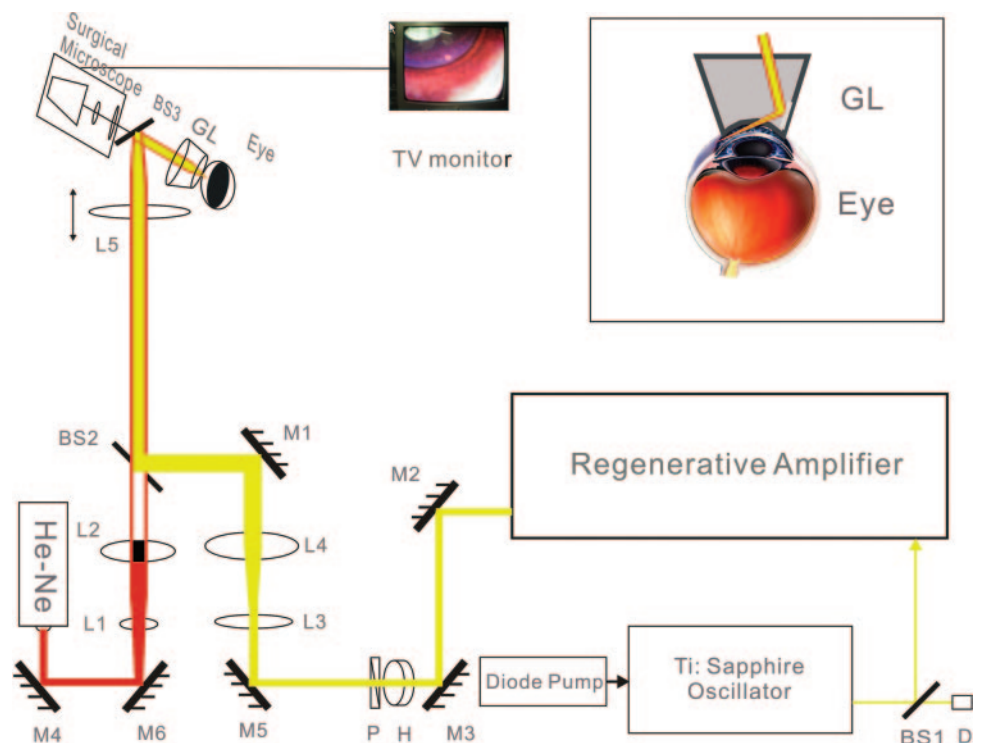 Surgical
Microscope
BS3
GL
Eye
TV monitor
GL
Eye
L5
BS2
M1
M2
Regenerative Amplifier
He-Ne
L2
L4
L1
L3
Diode Pump
Ti: Sapphire
Oscillator
M4
M6
M5
P
H
M3
BS1
D